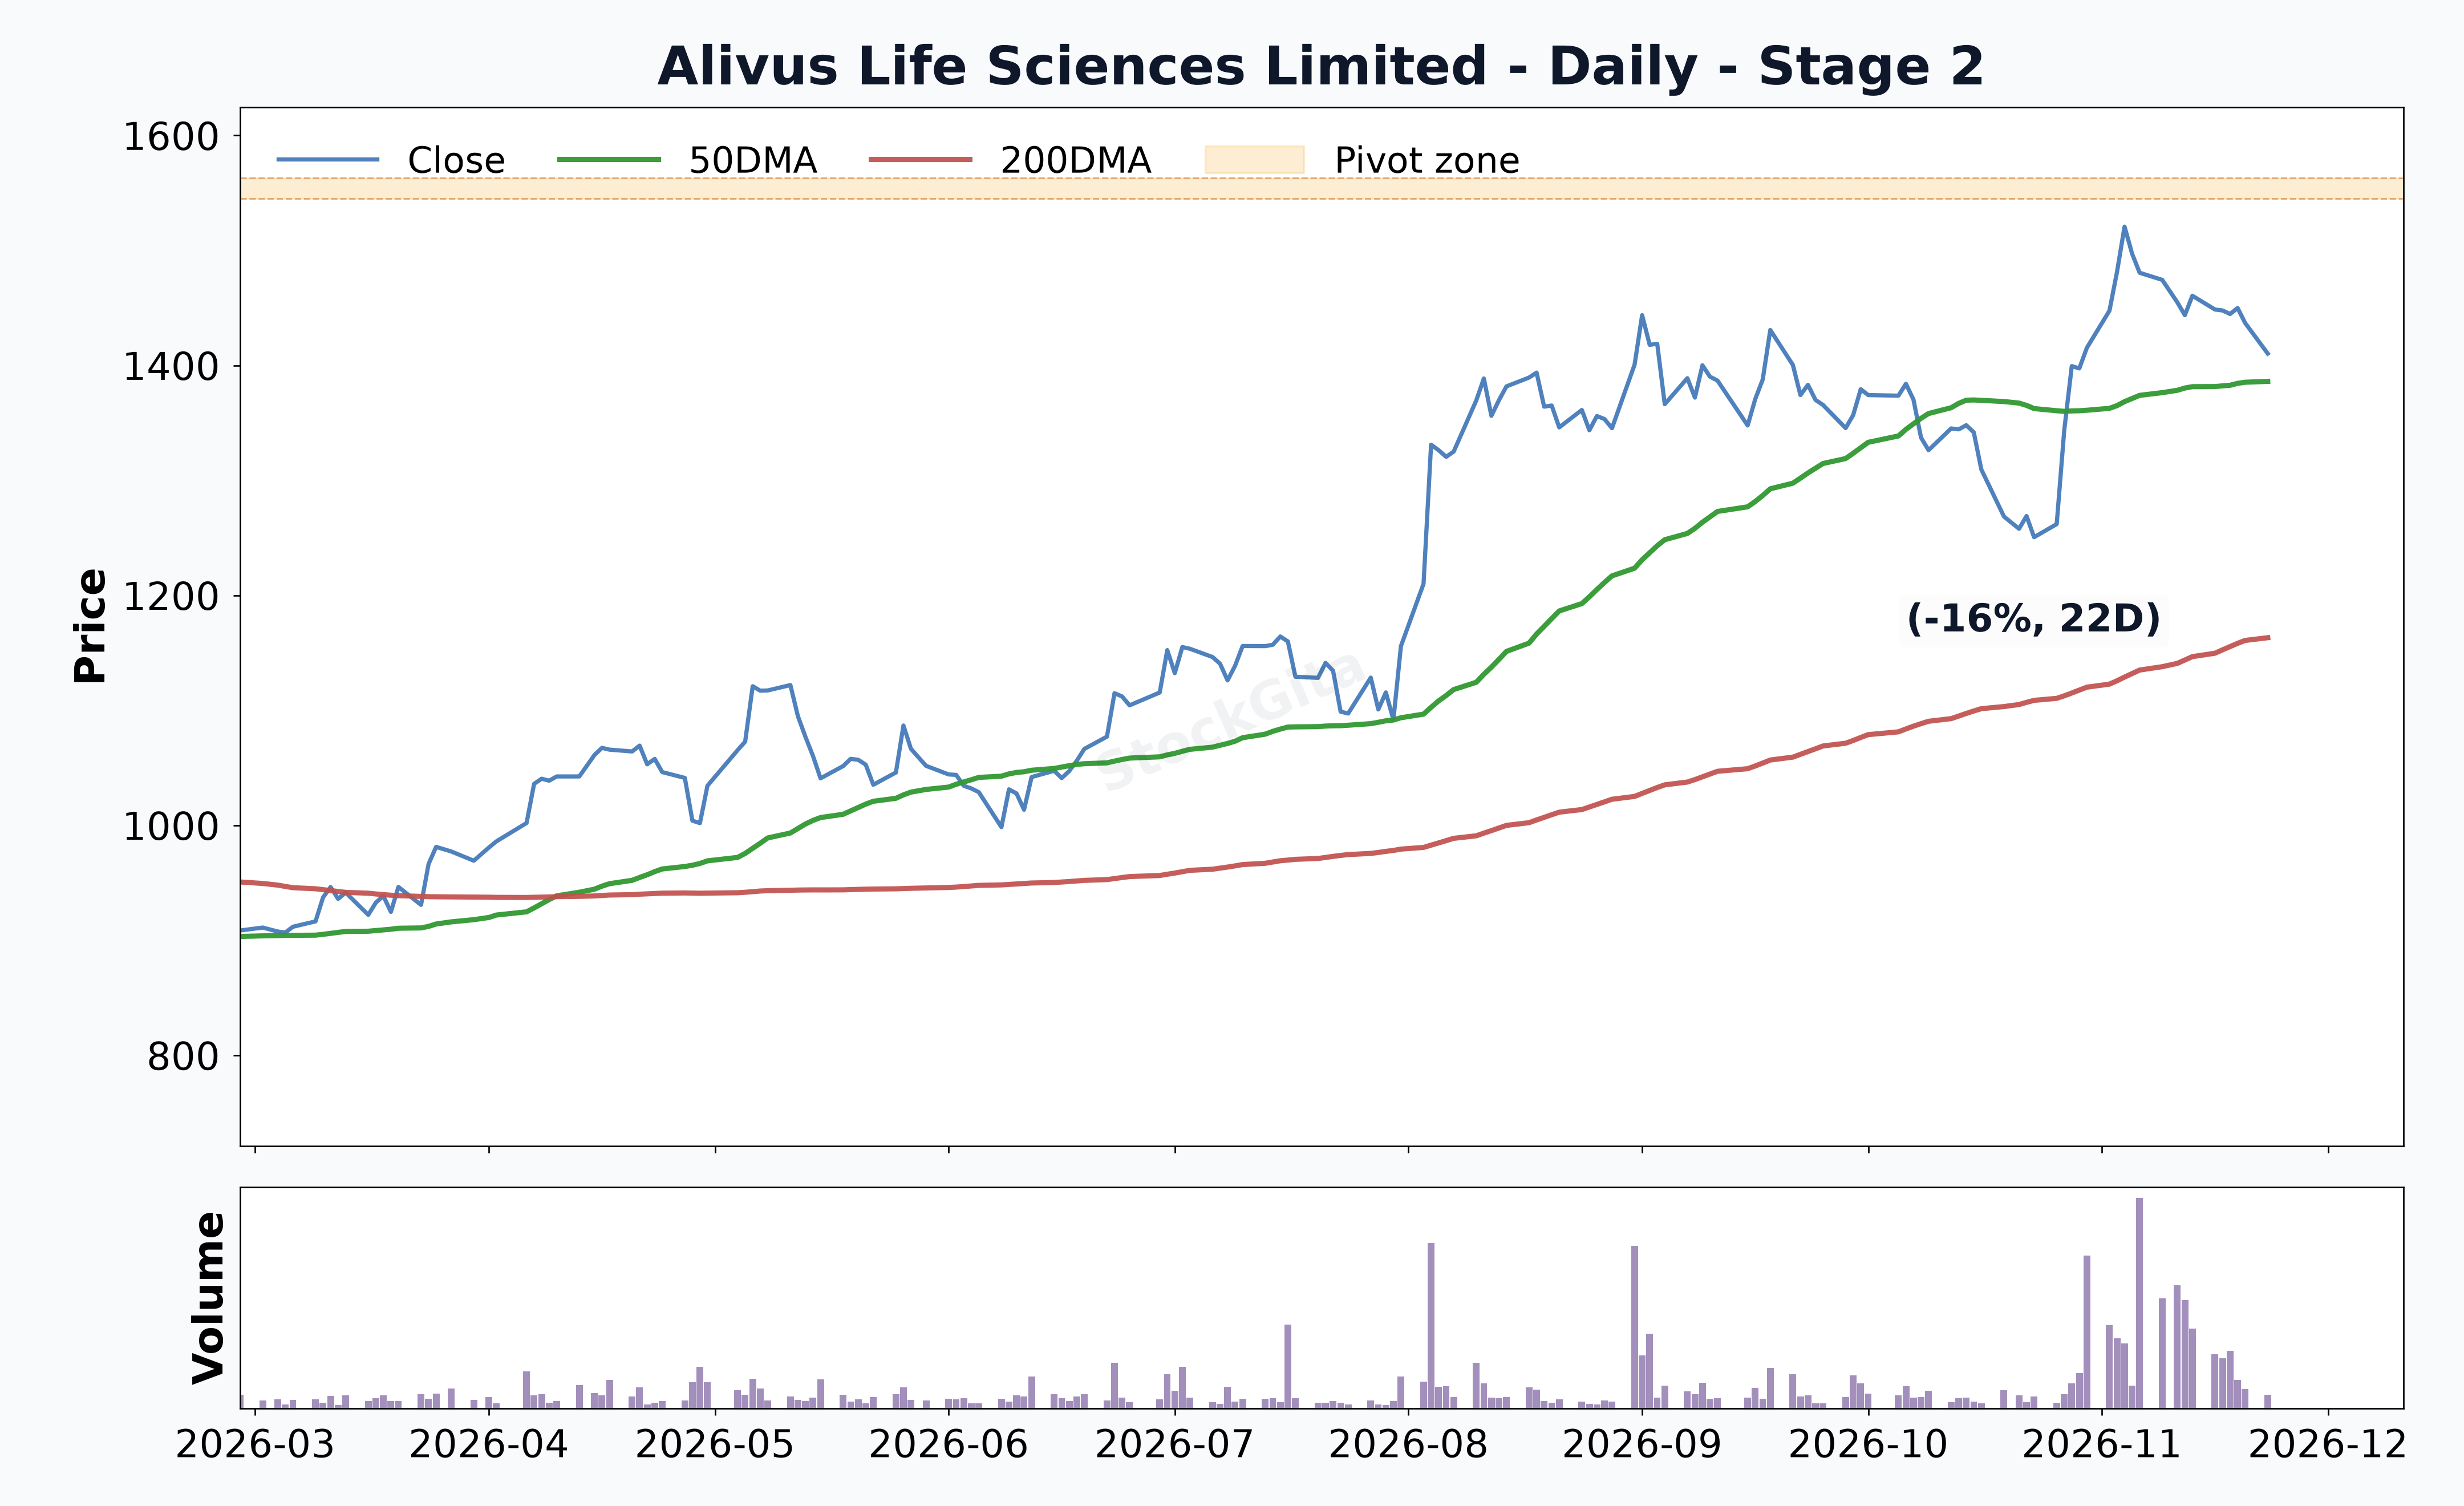 Alivus Life Sciences Limited - Daily - Stage 2
Close 50DMA 200DMA Pivot zone
1600
1400
1200
1000
800
Price
(-16%, 22D)
StockGita
Volume
2026-03 2026-04 2026-05 2026-06 2026-07 2026-08 2026-09 2026-10 2026-11 2026-12